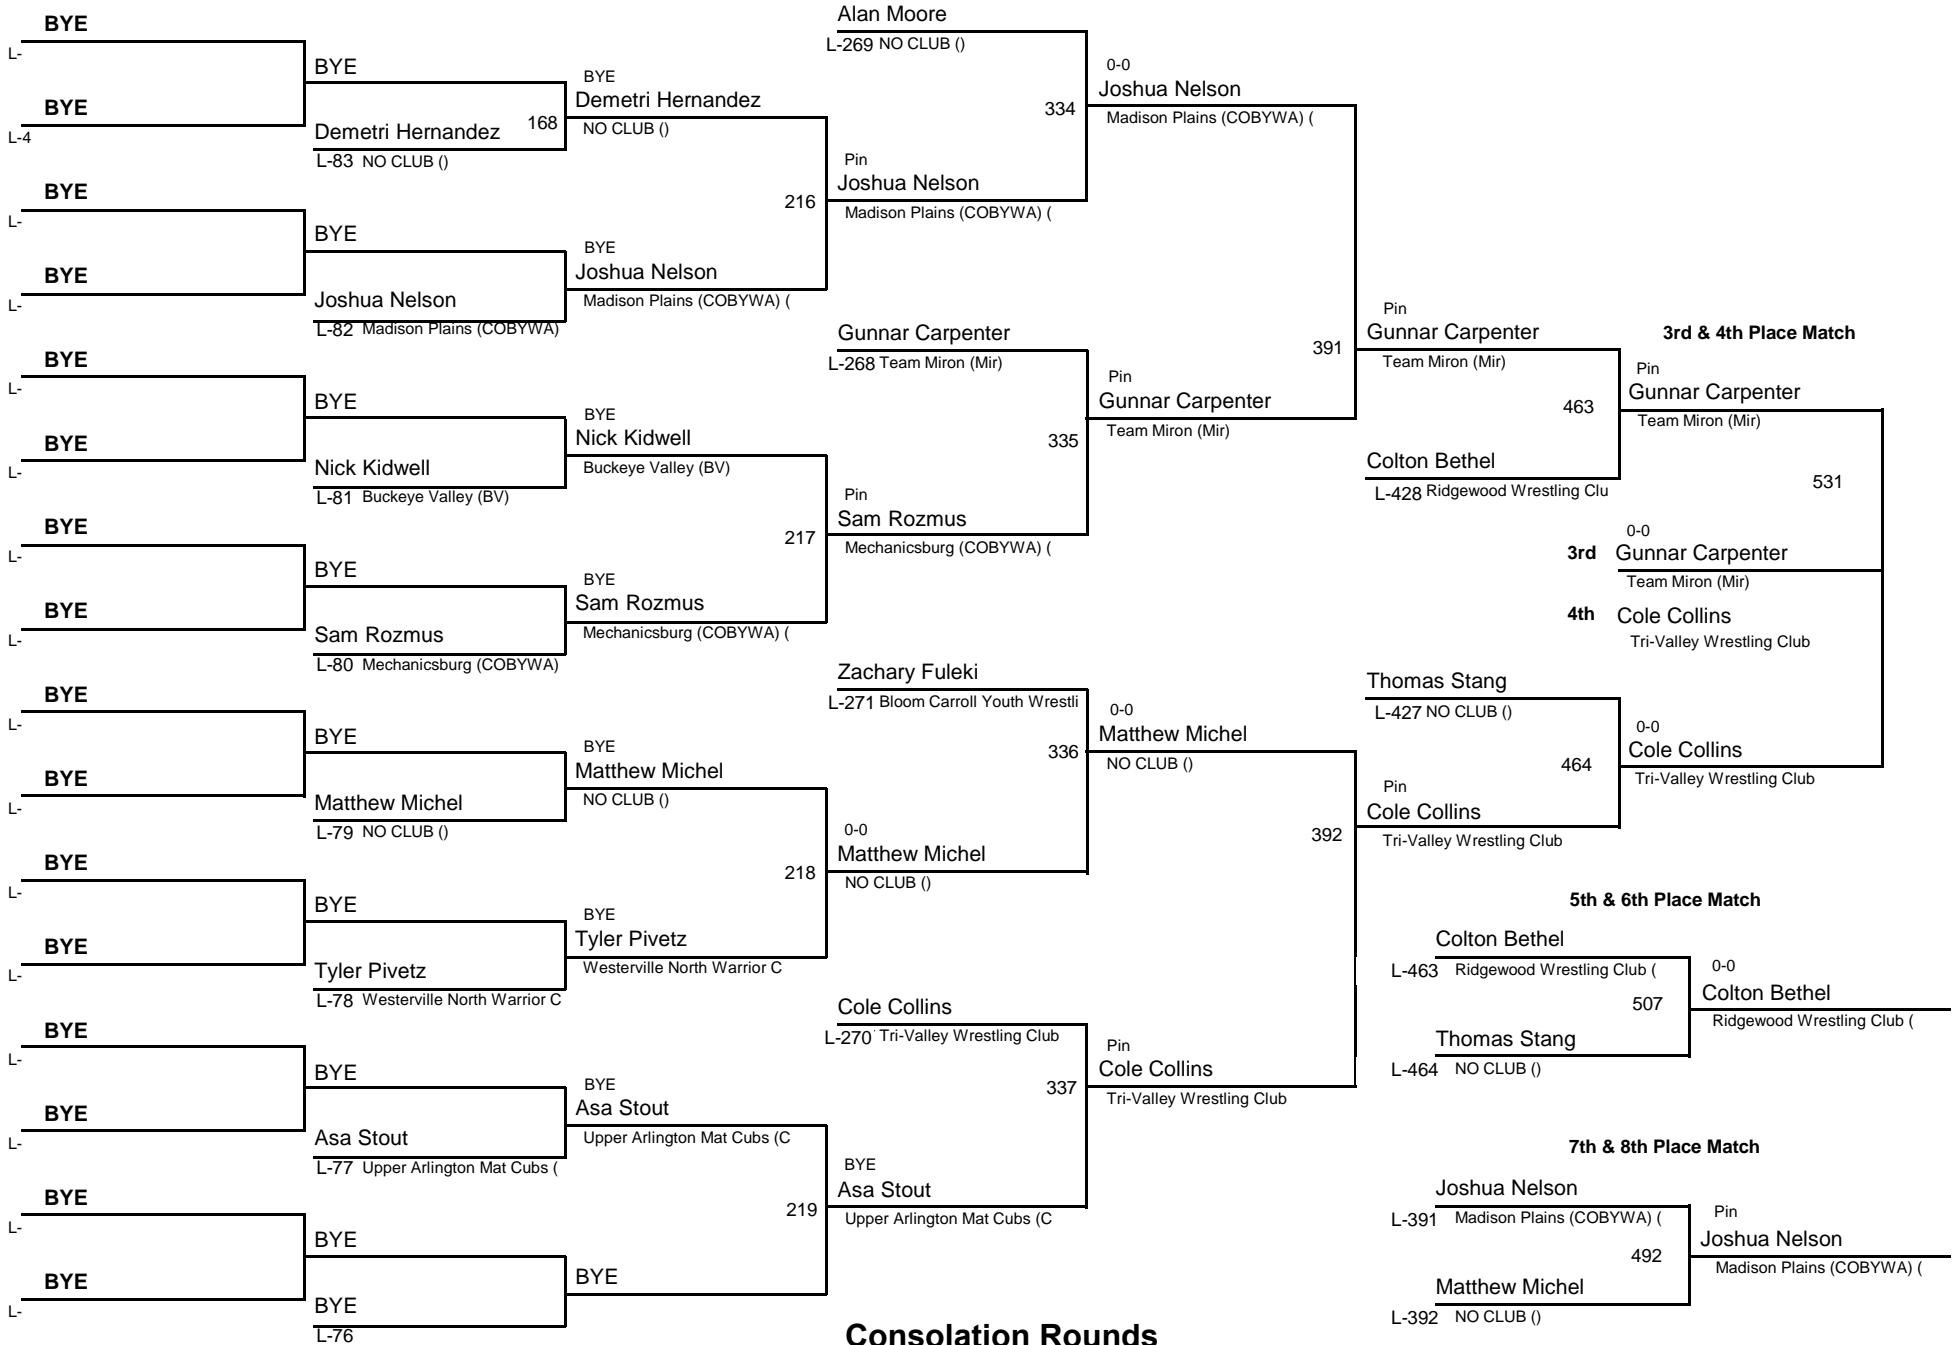 BYE
L-
BYE
L-4
BYE
L-
BYE
L-
BYE
L-
BYE
L-
BYE
L-
BYE
L-
BYE
L-
BYE
L-
BYE
L-
BYE
L-
BYE
L-
BYE
L-
BYE
L-
BYE
L-
BYE
Demetri Hernandez
L-83 NO CLUB ()
168
BYE
Joshua Nelson
L-82 Madison Plains (COBYWA)
BYE
Nick Kidwell
L-81 Buckeye Valley (BV)
BYE
Sam Rozmus
L-80 Mechanicsburg (COBYWA)
BYE
Matthew Michel
L-79 NO CLUB ()
BYE
Tyler Pivetz
L-78 Westerville North Warrior C
BYE
Asa Stout
L-77 Upper Arlington Mat Cubs (
BYE
BYE
L-76
BYE
Demetri Hernandez
NO CLUB ()
216
BYE
Joshua Nelson
Madison Plains (COBYWA) (
BYE
Nick Kidwell
Buckeye Valley (BV)
217
BYE
Sam Rozmus
Mechanicsburg (COBYWA) (
BYE
Matthew Michel
NO CLUB ()
218
BYE
Tyler Pivetz
Westerville North Warrior C
BYE
Asa Stout
Upper Arlington Mat Cubs (C
219
BYE
Alan Moore
L-269 NO CLUB ()
334
Pin
Joshua Nelson
Madison Plains (COBYWA) (
Gunnar Carpenter
L-268 Team Miron (Mir)
335
Pin
Sam Rozmus
Mechanicsburg (COBYWA) (
Zachary Fuleki
L-271 Bloom Carroll Youth Wrestli
336
0-0
Matthew Michel
NO CLUB ()
Cole Collins
L-270 Tri-Valley Wrestling Club
337
BYE
Asa Stout
Upper Arlington Mat Cubs (C
0-0
Joshua Nelson
Madison Plains (COBYWA) (
391
Pin
Gunnar Carpenter
Team Miron (Mir)
0-0
Matthew Michel
NO CLUB ()
392
Pin
Cole Collins
Tri-Valley Wrestling Club
Pin
Gunnar Carpenter
Team Miron (Mir)
463
Colton Bethel
L-428 Ridgewood Wrestling Clu
Thomas Stang
L-427 NO CLUB ()
464
Pin
Cole Collins
Tri-Valley Wrestling Club
3rd & 4th Place Match
Pin
Gunnar Carpenter
Team Miron (Mir)
531
0-0
3rd Gunnar Carpenter
Team Miron (Mir)
4th Cole Collins
Tri-Valley Wrestling Club
0-0
Cole Collins
Tri-Valley Wrestling Club
5th & 6th Place Match
Colton Bethel
L-463 Ridgewood Wrestling Club (
507
Thomas Stang
L-464 NO CLUB ()
0-0
Colton Bethel
Ridgewood Wrestling Club (
7th & 8th Place Match
Joshua Nelson
L-391 Madison Plains (COBYWA) (
492
Matthew Michel
L-392 NO CLUB ()
Pin
Joshua Nelson
Madison Plains (COBYWA) (
Consolation Rounds